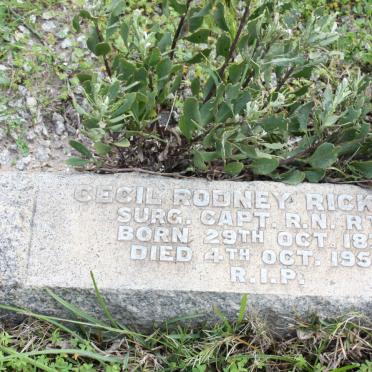 CECIL RODNEY RICK
SURG. CAPT. R.N. RT
BORN 29TH OCT. 18
DIED 4TH OCT. 195
R.I.P.